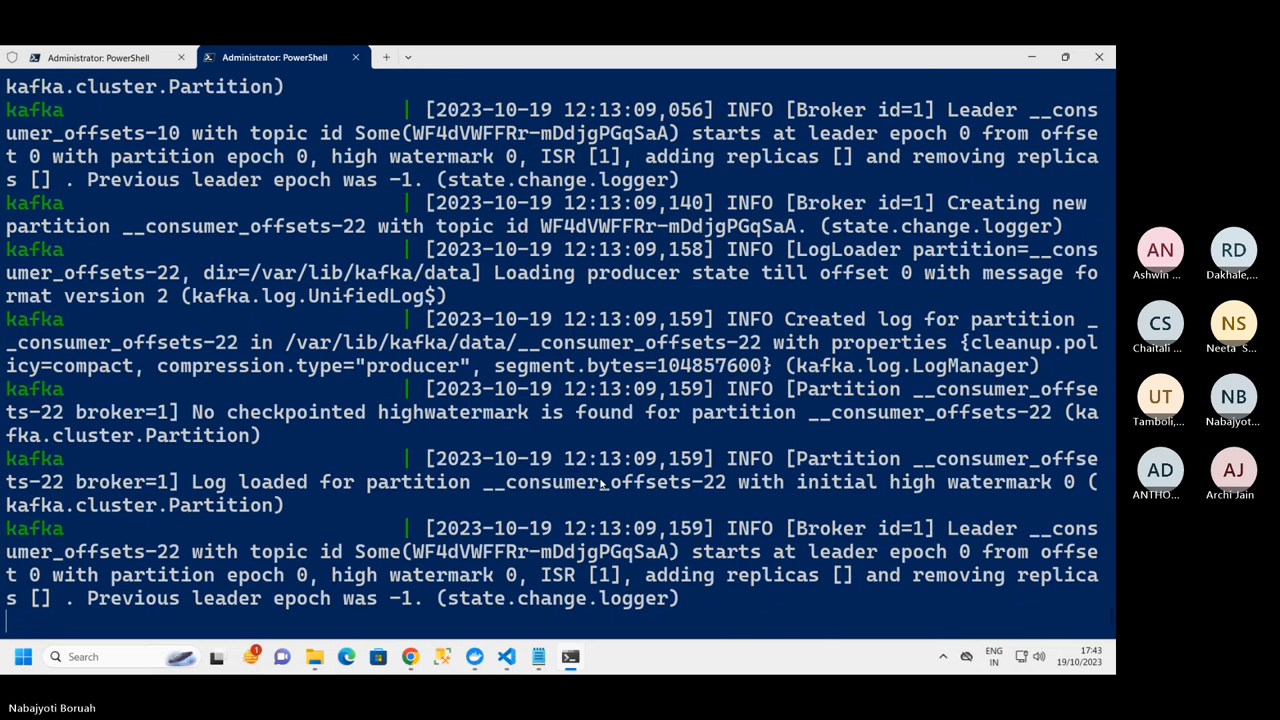 Administrator: PowerShell
Administrator: PowerShell
kafka.cluster.Partition)
kafka | [2023-10-19 12:13:09,056] INFO [Broker id=1] Leader __cons
umer_offsets-10 with topic id Some(WF4dVWFFRr-mDdjgPGqSaA) starts at leader epoch 0 from offse
t 0 with partition epoch 0, high watermark 0, ISR [1], adding replicas [] and removing replica
s [] . Previous leader epoch was -1. (state.change.logger)
kafka | [2023-10-19 12:13:09,140] INFO [Broker id=1] Creating new
partition __consumer_offsets-22 with topic id WF4dVWFFRr-mDdjgPGqSaA. (state.change.logger)
kafka | [2023-10-19 12:13:09,158] INFO [LogLoader partition=__cons
umer_offsets-22, dir=/var/lib/kafka/data] Loading producer state till offset 0 with message fo
rmat version 2 (kafka.log.UnifiedLog$)
kafka | [2023-10-19 12:13:09,159] INFO Created log for partition _
_consumer_offsets-22 in /var/lib/kafka/data/__consumer_offsets-22 with properties {cleanup.pol
icy=compact, compression.type="producer", segment.bytes=104857600} (kafka.log.LogManager)
kafka | [2023-10-19 12:13:09,159] INFO [Partition __consumer_offse
ts-22 broker=1] No checkpointed highwatermark is found for partition __consumer_offsets-22 (ka
fka.cluster.Partition)
kafka | [2023-10-19 12:13:09,159] INFO [Partition __consumer_offse
ts-22 broker=1] Log loaded for partition __consumer_offsets-22 with initial high watermark 0 (
kafka.cluster.Partition)
kafka | [2023-10-19 12:13:09,159] INFO [Broker id=1] Leader __cons
umer_offsets-22 with topic id Some(WF4dVWFFRr-mDdjgPGqSaA) starts at leader epoch 0 from offse
t 0 with partition epoch 0, high watermark 0, ISR [1], adding replicas [] and removing replica
s [] . Previous leader epoch was -1. (state.change.logger)
Search
1
ENG
IN
17:43
19/10/2023
AN
RD
Ashwin ...
Dakhale,...
CS
NS
Chaitali ...
Neeta S...
UT
NB
Tamboli,...
Nabajyot...
AD
AJ
ANTHO...
Archi Jain
Nabajyoti Boruah